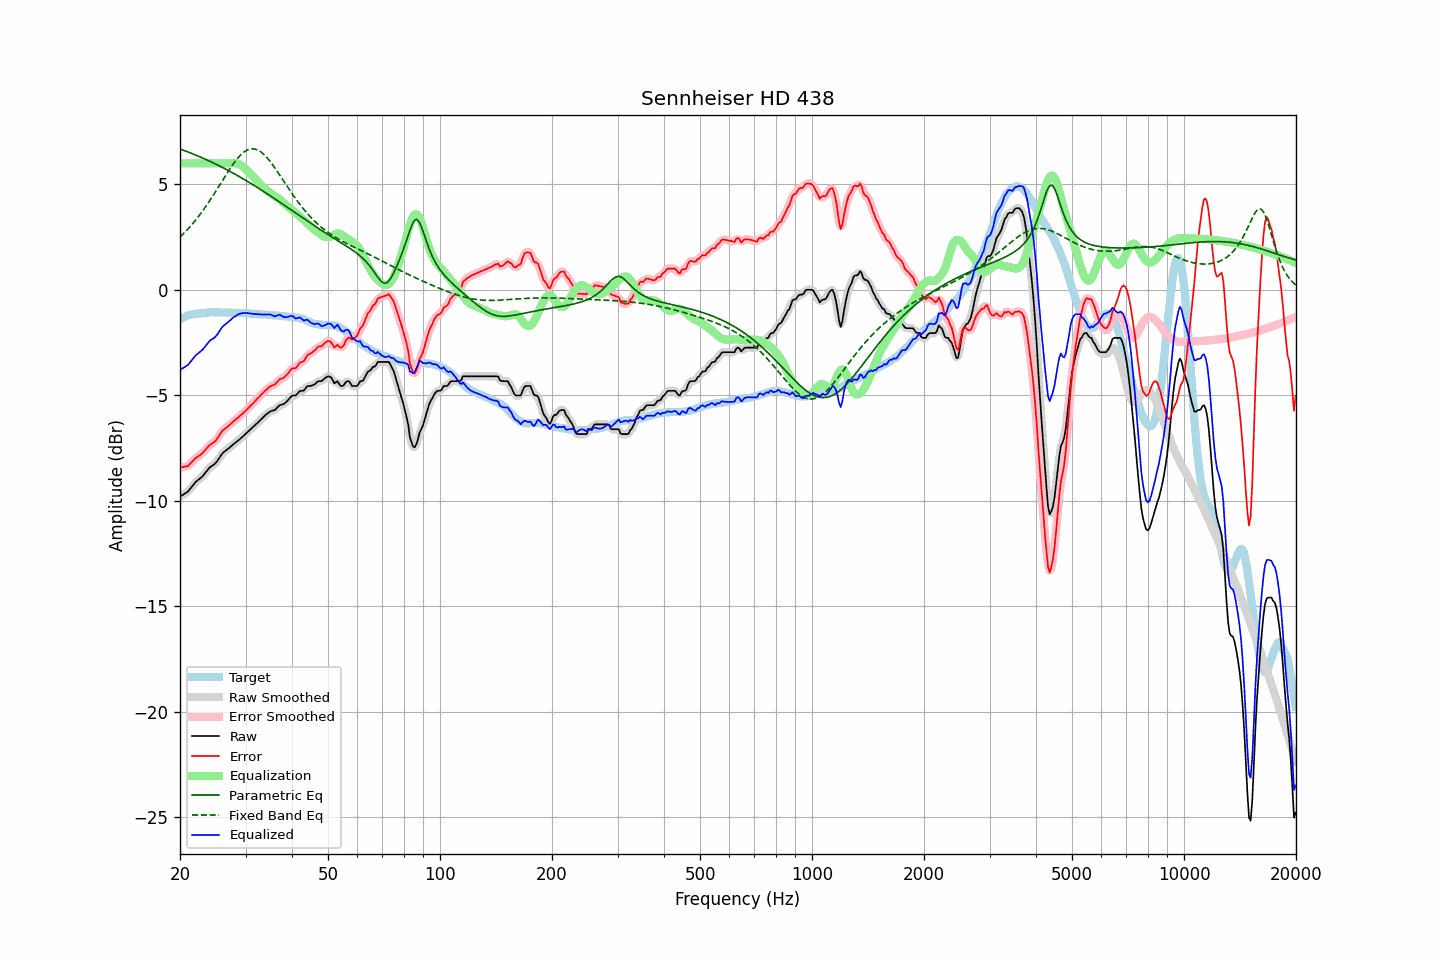 Sennheiser HD 438
Amplitude (dBr)
5
0
−5
−10
−15
−20
−25
Target
Raw Smoothed
Error Smoothed
Raw
Error
Equalization
Parametric Eq
Fixed Band Eq
Equalized
20 50 100 200 500 1000 2000 5000 10000 20000
Frequency (Hz)